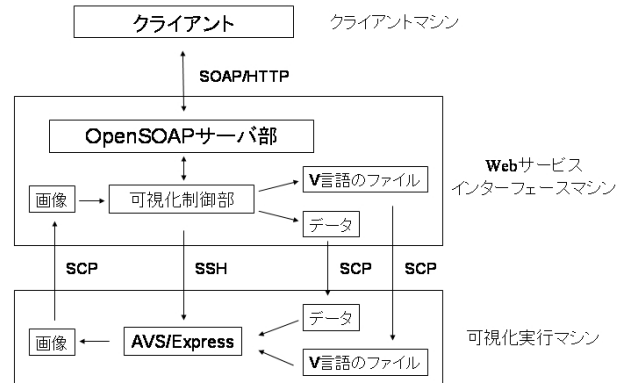 クライアント
クライアントマシン
SOAP/HTTP
OpenSOAPサーバ部
Webサービス
インターフェースマシン
V言語のファイル
画像
可視化制御部
データ
SCP
SSH
SCP
SCP
データ
画像
AVS/Express
可視化実行マシン
V言語のファイル